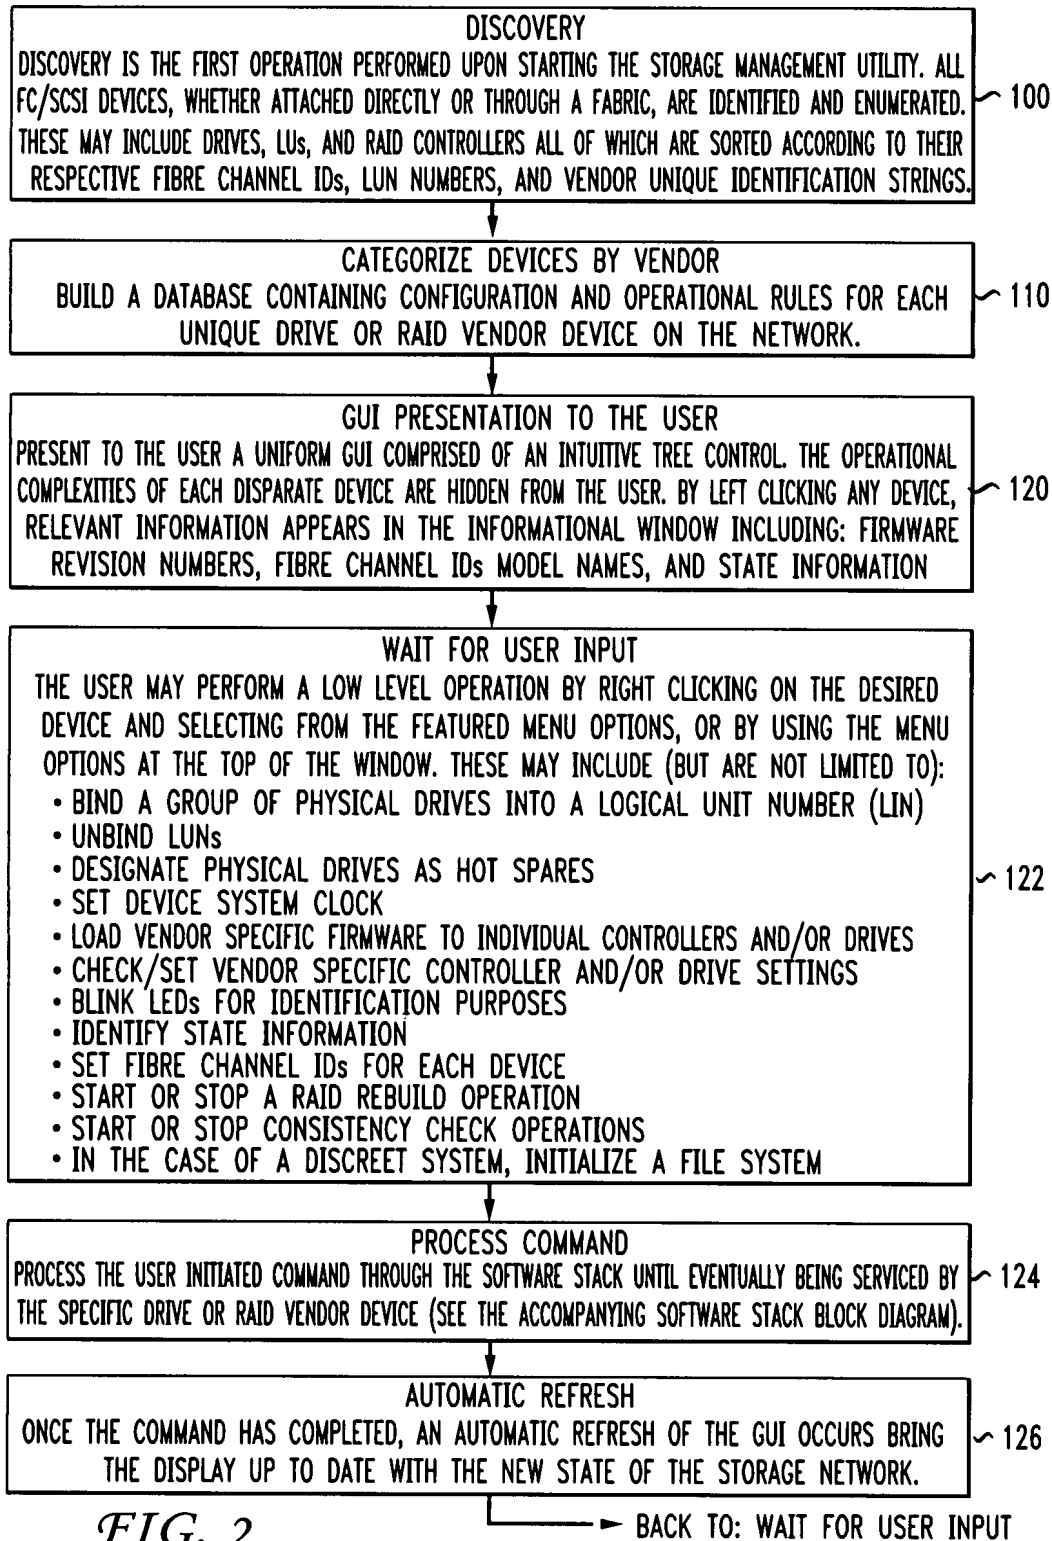 DISCOVERY
DISCOVERY IS THE FIRST OPERATION PERFORMED UPON STARTING THE STORAGE MANAGEMENT UTILITY. ALL
FC/SCSI DEVICES, WHETHER ATTACHED DIRECTLY OR THROUGH A FABRIC, ARE IDENTIFIED AND ENUMERATED.
100
THESE MAY INCLUDE DRIVES, LUs, AND RAID CONTROLLERS ALL OF WHICH ARE SORTED ACCORDING TO THEIR
RESPECTIVE FIBRE CHANNEL IDs, LUN NUMBERS, AND VENDOR UNIQUE IDENTIFICATION STRINGS.
CATEGORIZE DEVICES BY VENDOR
BUILD A DATABASE CONTAINING CONFIGURATION AND OPERATIONAL RULES FOR EACH
110
UNIQUE DRIVE OR RAID VENDOR DEVICE ON THE NETWORK.
GUI PRESENTATION TO THE USER
PRESENT TO THE USER A UNIFORM GUI COMPRISED OF AN INTUITIVE TREE CONTROL. THE OPERATIONAL
COMPLEXITIES OF EACH DISPARATE DEVICE ARE HIDDEN FROM THE USER. BY LEFT CLICKING ANY DEVICE,
120
RELEVANT INFORMATION APPEARS IN THE INFORMATIONAL WINDOW INCLUDING: FIRMWARE
REVISION NUMBERS, FIBRE CHANNEL IDs MODEL NAMES, AND STATE INFORMATION
WAIT FOR USER INPUT
THE USER MAY PERFORM A LOW LEVEL OPERATION BY RIGHT CLICKING ON THE DESIRED
DEVICE AND SELECTING FROM THE FEATURED MENU OPTIONS, OR BY USING THE MENU
OPTIONS AT THE TOP OF THE WINDOW. THESE MAY INCLUDE (BUT ARE NOT LIMITED TO):
• BIND A GROUP OF PHYSICAL DRIVES INTO A LOGICAL UNIT NUMBER (LIN)
• UNBIND LUNs
• DESIGNATE PHYSICAL DRIVES AS HOT SPARES
122
• SET DEVICE SYSTEM CLOCK
• LOAD VENDOR SPECIFIC FIRMWARE TO INDIVIDUAL CONTROLLERS AND/OR DRIVES
• CHECK/SET VENDOR SPECIFIC CONTROLLER AND/OR DRIVE SETTINGS
• BLINK LEDs FOR IDENTIFICATION PURPOSES
• IDENTIFY STATE INFORMATION
• SET FIBRE CHANNEL IDs FOR EACH DEVICE
• START OR STOP A RAID REBUILD OPERATION
• START OR STOP CONSISTENCY CHECK OPERATIONS
• IN THE CASE OF A DISCREET SYSTEM, INITIALIZE A FILE SYSTEM
PROCESS COMMAND
PROCESS THE USER INITIATED COMMAND THROUGH THE SOFTWARE STACK UNTIL EVENTUALLY BEING SERVICED BY
124
THE SPECIFIC DRIVE OR RAID VENDOR DEVICE (SEE THE ACCOMPANYING SOFTWARE STACK BLOCK DIAGRAM).
AUTOMATIC REFRESH
ONCE THE COMMAND HAS COMPLETED, AN AUTOMATIC REFRESH OF THE GUI OCCURS BRING
126
THE DISPLAY UP TO DATE WITH THE NEW STATE OF THE STORAGE NETWORK.
FIG. 2
BACK TO: WAIT FOR USER INPUT